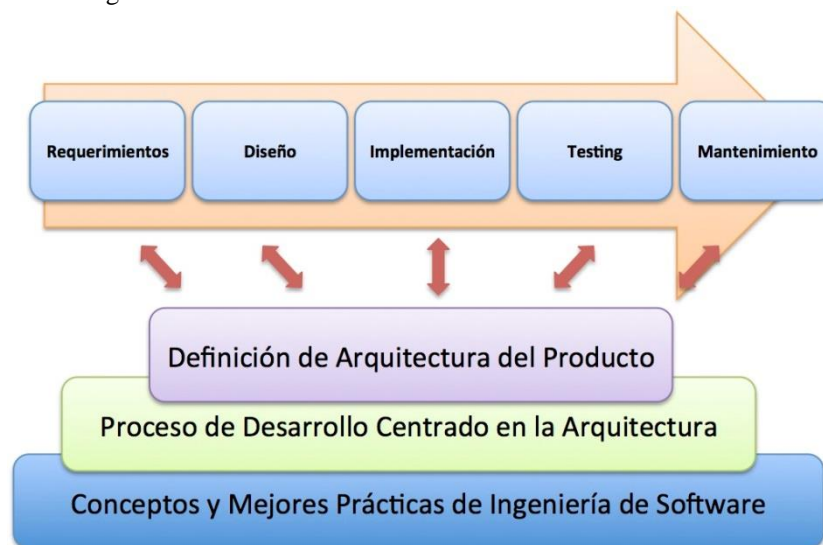 Requerimientos
Diseño
Implementación
Testing
Mantenimiento
Definición de Arquitectura del Producto
Proceso de Desarrollo Centrado en la Arquitectura
Conceptos y Mejores Prácticas de Ingeniería de Software